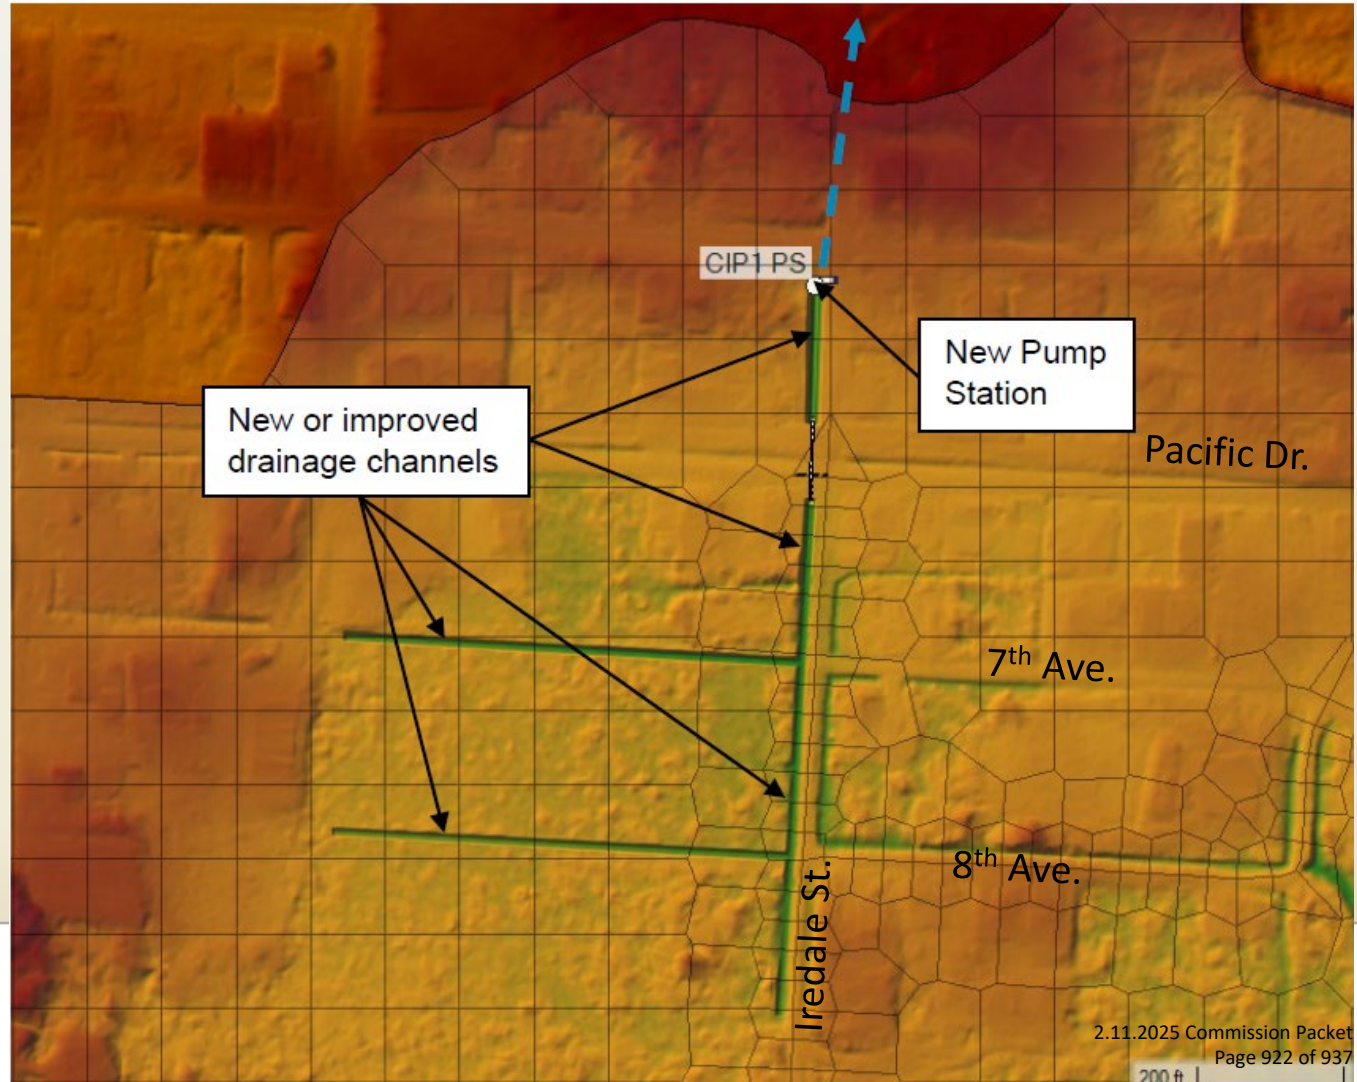 CIP1 PS
New Pump
Station
New or improved
drainage channels
Pacific Dr.
7th Ave.
8th Ave.
Iredale St.
2.11.2025 Commission Packet
Page 922 of 937
200 ft